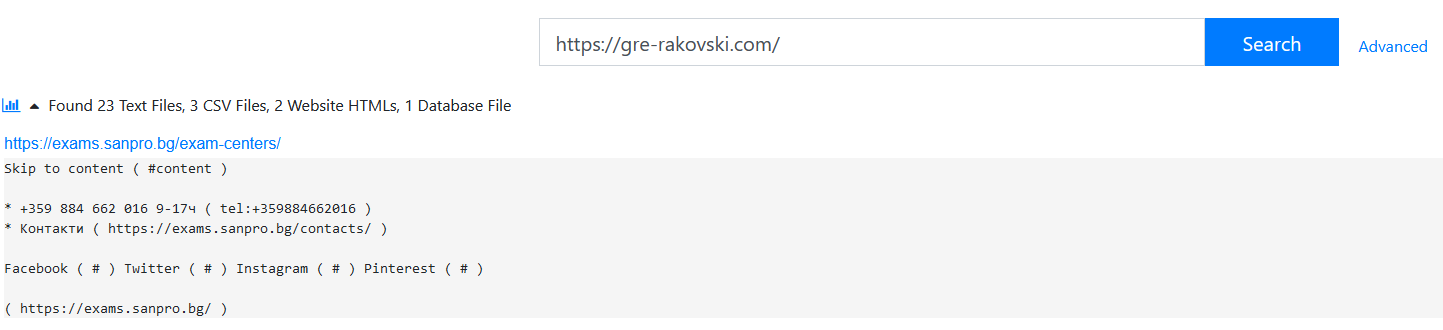 https://gre-rakovski.com/
Search
Advanced
Found 23 Text Files, 3 CSV Files, 2 Website HTMLs, 1 Database File
https://exams.sanpro.bg/exam-centers/
Skip to content ( #content )
* +359 884 662 016 9-17ч ( tel:+359884662016 )
* Контакти ( https://exams.sanpro.bg/contacts/ )
Facebook ( # ) Twitter ( # ) Instagram ( # ) Pinterest ( # )
( https://exams.sanpro.bg/ )